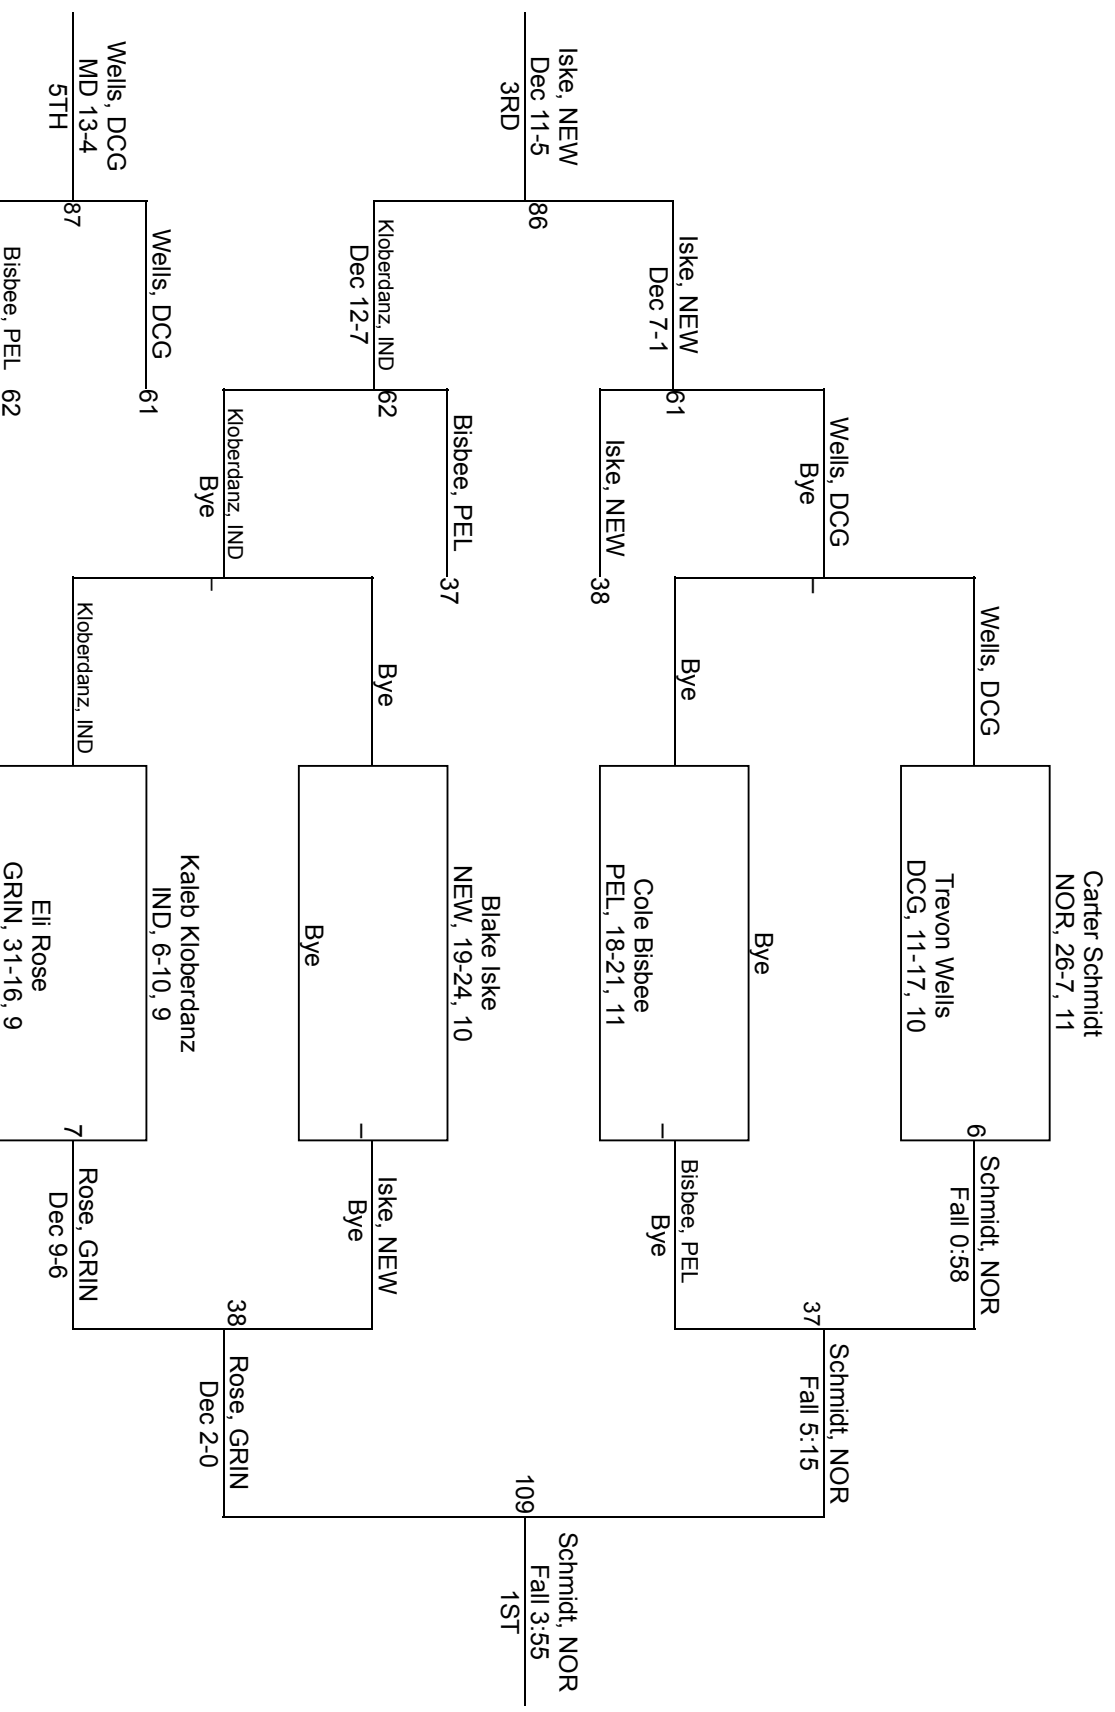 Carter Schmidt
NOR, 26-7, 11
Trevon Wells
DCG, 11-17, 10
6
Schmidt, NOR
Fall 0:58
Wells, DCG
Bye
Cole Bisbee
PEL, 18-21, 11
Bisbee, PEL
Bye
Bye
37
Schmidt, NOR
Fall 5:15
Wells, DCG
Bye
Iske, NEW
38
61
Iske, NEW
Dec 7-1
Blake Iske
NEW, 19-24, 10
Bye
Iske, NEW
Bye
Bye
Kaleb Kloberdanz
IND, 6-10, 9
Eli Rose
GRIN, 31-16, 9
7
Rose, GRIN
Dec 9-6
Kloberdanz, IND
38
Rose, GRIN
Dec 2-0
Bisbee, PEL
37
Kloberdanz, IND
Bye
62
Kloberdanz, IND
Dec 12-7
109
Schmidt, NOR
Fall 3:55
1ST
86
Iske, NEW
Dec 11-5
3RD
Wells, DCG
61
Bisbee, PEL 62
87
Wells, DCG
MD 13-4
5TH